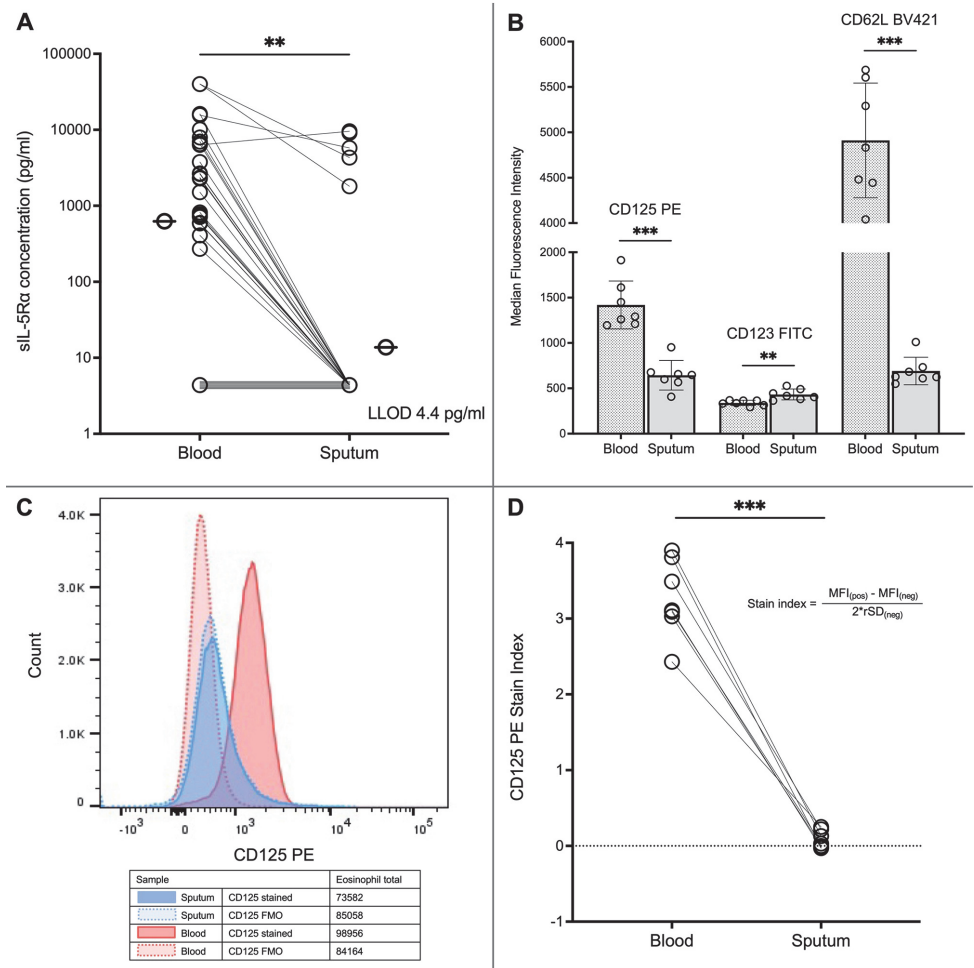 A
**
sIL-5Rα concentration (pg/ml)
100000
10000
1000
100
10
1
LLOD 4.4 pg/ml
Blood Sputum
B
Median Fluorescence Intensity
6000
5500
5000
4500
4000
2000
1500
1000
500
0
CD125 PE
***
CD123 FITC
**
CD62L BV421
***
Blood Sputum Blood Sputum Blood Sputum
C
Count
4.0K
3.0K
2.0K
1.0K
0
-10³ 0 10³ 10⁴ 10⁵
CD125 PE
Sample Eosinophil total
Sputum CD125 stained 73582
Sputum CD125 FMO 85058
Blood CD125 stained 98956
Blood CD125 FMO 84164
D
***
CD125 PE Stain Index
4
3
2
1
0
-1
Stain index = MFI(pos) - MFI(neg)
2*rSD(neg)
Blood Sputum